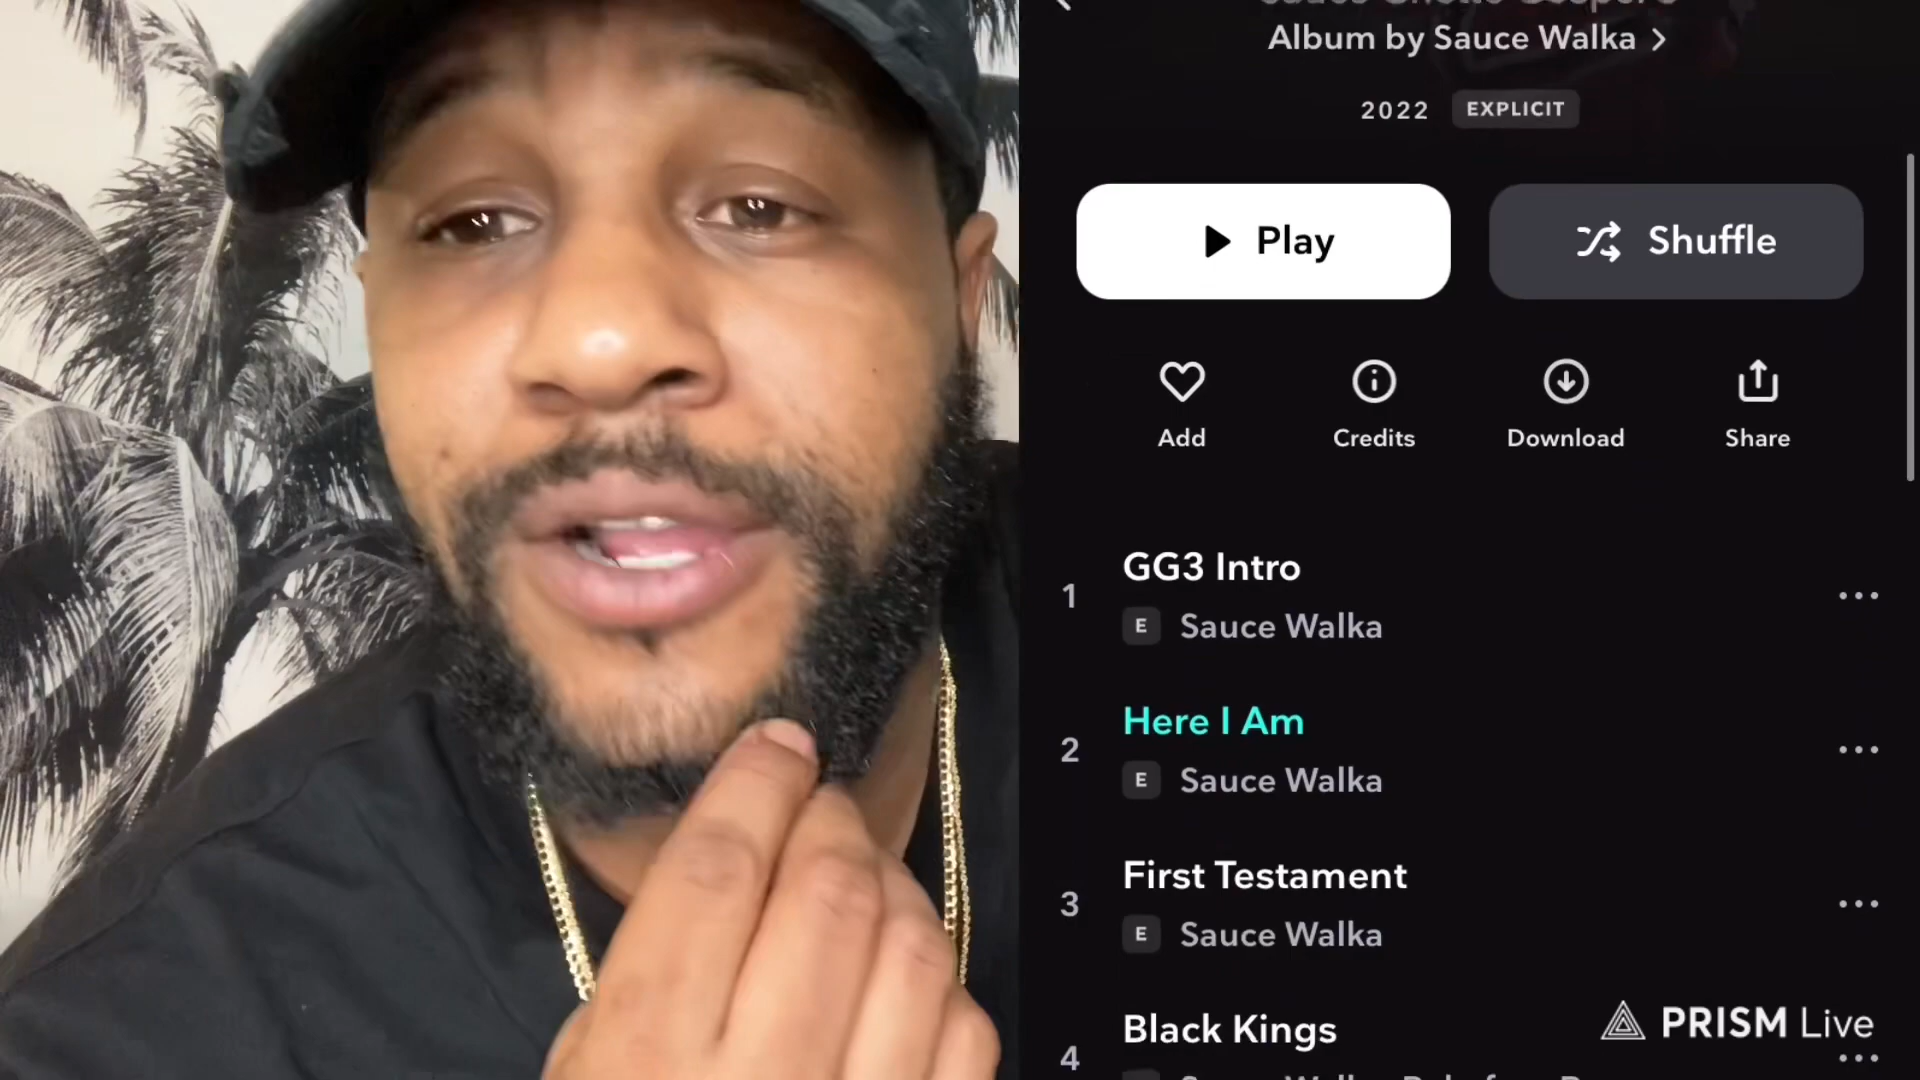 Album by Sauce Walka
2022 EXPLICIT
Play
Shuffle
Add
Credits
Download
Share
1
GG3 Intro
E Sauce Walka
2
Here I Am
E Sauce Walka
3
First Testament
E Sauce Walka
4
Black Kings
PRISM Live